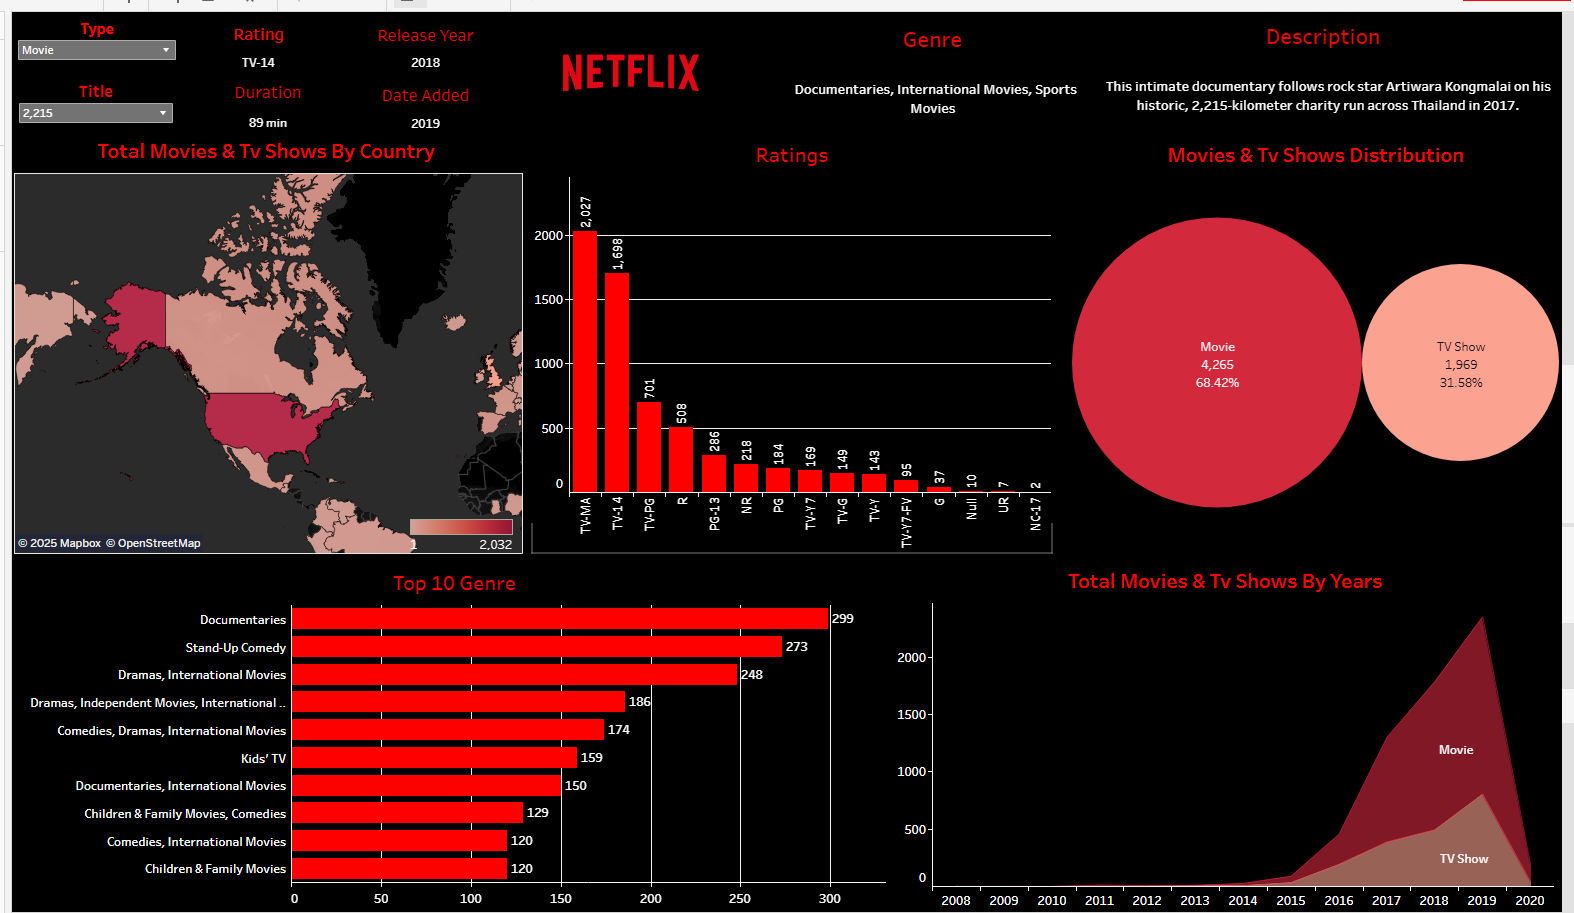 Type
Movie
Title
2,215
Rating
TV-14
Duration
89 min
Release Year
2018
Date Added
2019
NETFLIX
Genre
Documentaries, International Movies, Sports
Movies
Description
This intimate documentary follows rock star Artiwara Kongmalai on his
historic, 2,215-kilometer charity run across Thailand in 2017.
Total Movies & Tv Shows By Country
© 2025 Mapbox © OpenStreetMap
1
2,032
Ratings
2000
1500
1000
500
0
2,027
1,698
701
508
286
218
184
169
149
143
95
37
10
7
2
TV-MA
TV-14
TV-PG
R
PG-13
NR
PG
TV-Y7
TV-G
TV-Y
TV-Y7-FV
G
Null
UR
NC-17
Movies & Tv Shows Distribution
Movie
4,265
68.42%
TV Show
1,969
31.58%
Top 10 Genre
Documentaries 299
Stand-Up Comedy 273
Dramas, International Movies 248
Dramas, Independent Movies, International .. 186
Comedies, Dramas, International Movies 174
Kids' TV 159
Documentaries, International Movies 150
Children & Family Movies, Comedies 129
Comedies, International Movies 120
Children & Family Movies 120
0 50 100 150 200 250 300
Total Movies & Tv Shows By Years
2000
1500
1000
500
0
Movie
TV Show
2008 2009 2010 2011 2012 2013 2014 2015 2016 2017 2018 2019 2020